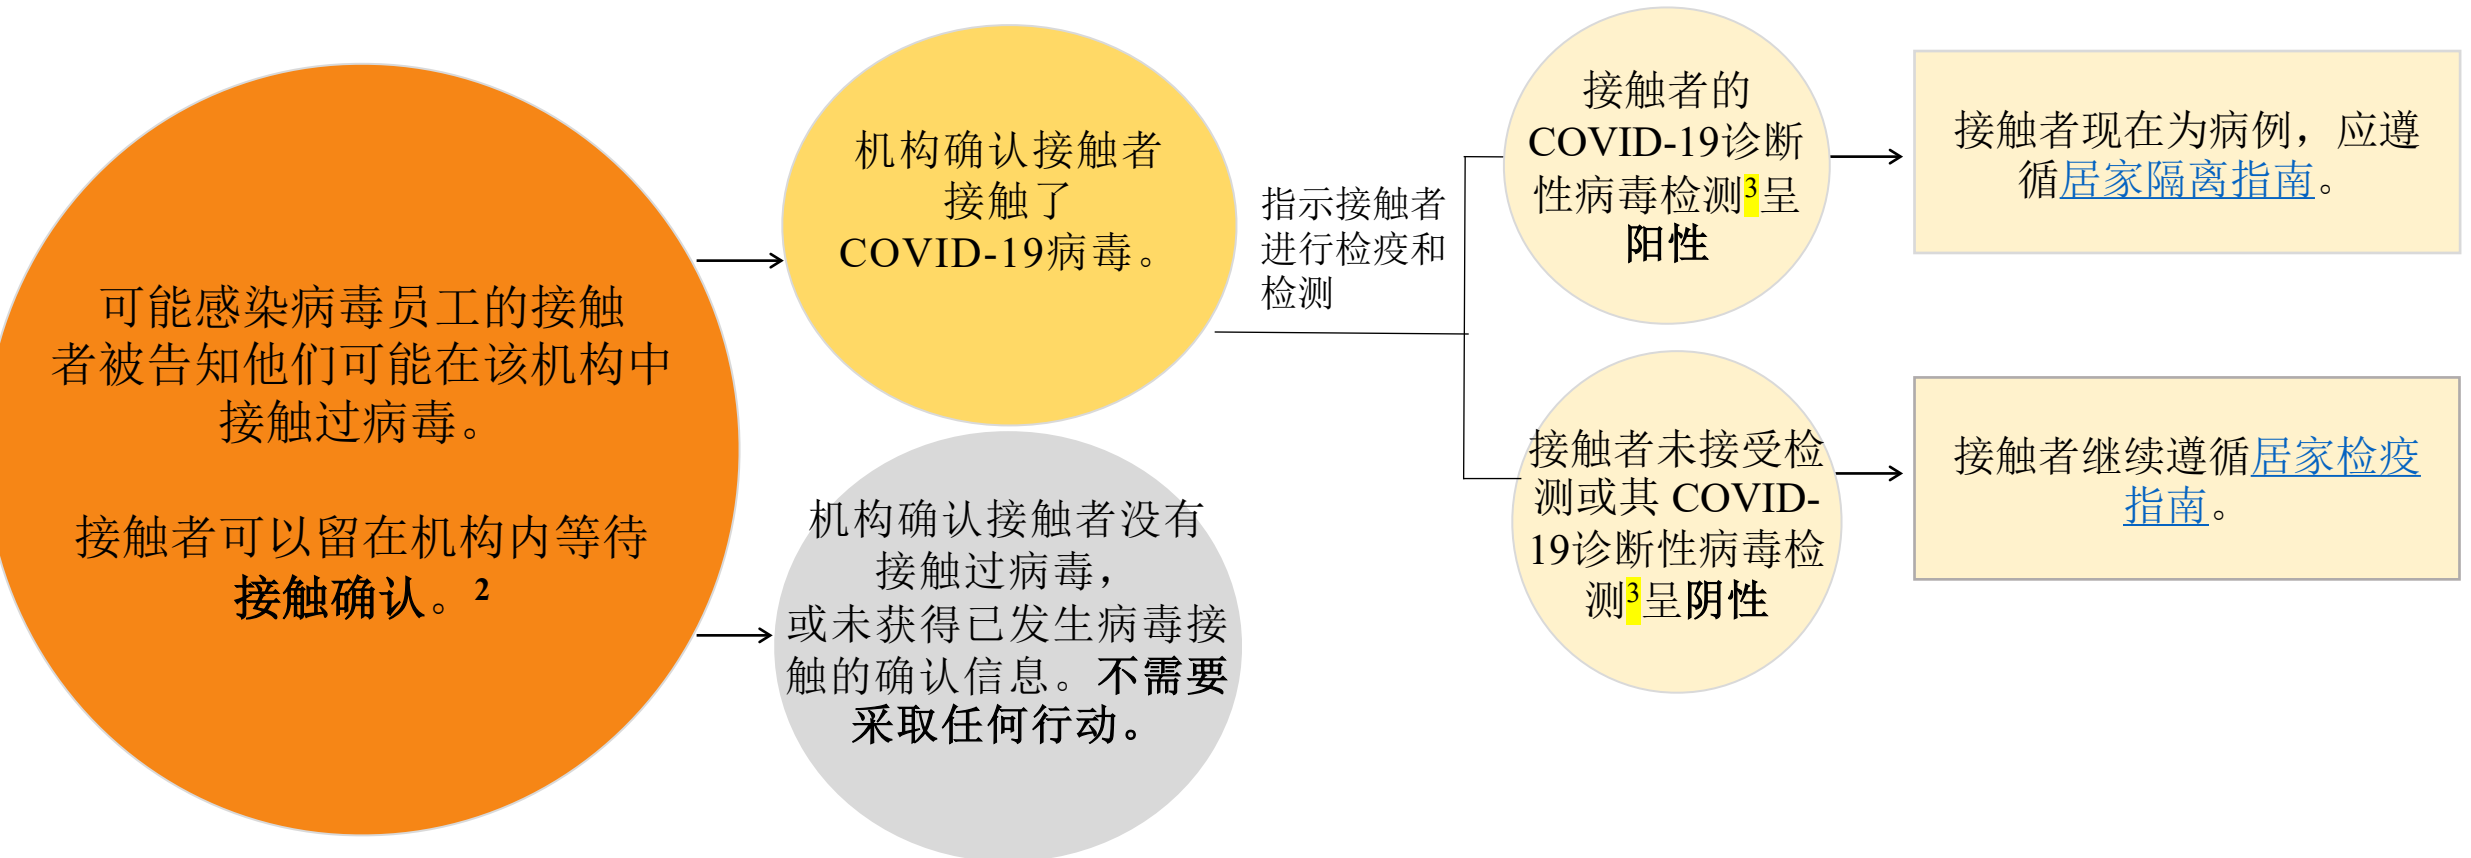 可能感染病毒员工的接触
者被告知他们可能在该机构中
接触过病毒。
接触者可以留在机构内等待
接触确认。2
机构确认接触者
接触了
COVID-19病毒。
机构确认接触者没有
接触过病毒，
或未获得已发生病毒接
触的确认信息。不需要
采取任何行动。
指示接触者
进行检疫和
检测
接触者的
COVID-19诊断
性病毒检测3呈
阳性
接触者现在为病例，应遵
循居家隔离指南。
接触者未接受检
测或其 COVID-
19诊断性病毒检
测3呈阴性
接触者继续遵循居家检疫
指南。